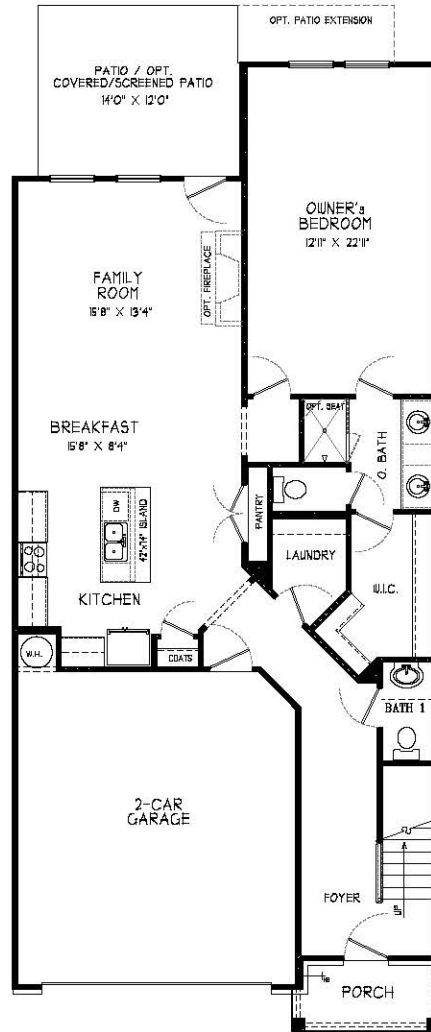 OPT. PATIO EXTENSION
PATIO / OPT.
COVERED/SCREENED PATIO
14'0" X 12'0"
OWNER's
BEDROOM
12'11" X 22'11"
FAMILY
ROOM
15'8" X 13'4"
OPT. FIREPLACE
BREAKFAST
15'8" X 8'4"
OPT. SEAT
O. BATH
PANTRY
DW
42"x74" ISLAND
LAUNDRY
W.I.C.
KITCHEN
W.H.
COATS
BATH 1
2-CAR
GARAGE
FOYER
UP
PORCH